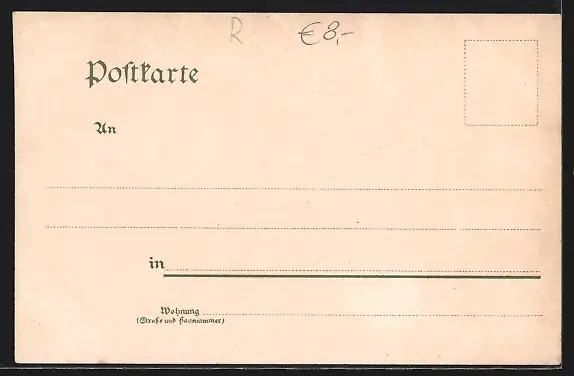 R €8,-
Poſtkarte
An
in
Wohnung
(Straße und Hausnummer)